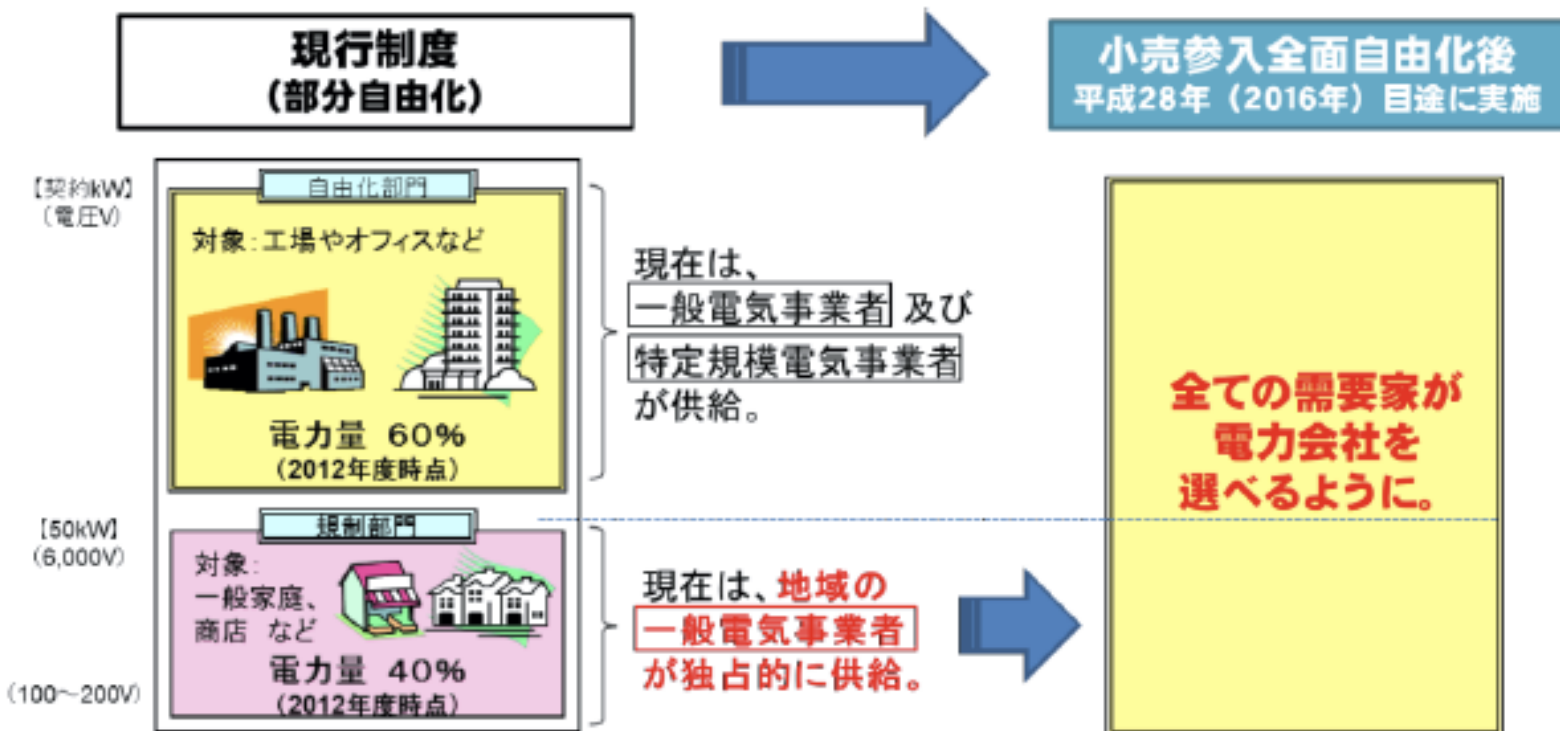 現行制度
（部分自由化）
小売参入全面自由化後
平成28年（2016年）目途に実施
【契約kW】
（電圧V）
自由化部門
対象：工場やオフィスなど
電力量 60%
（2012年度時点）
現在は、
一般電気事業者 及び
特定規模電気事業者
が供給。
【50kW】
（6,000V）
規制部門
対象：
一般家庭、
商店 など
電力量 40%
（2012年度時点）
（100～200V）
現在は、地域の
一般電気事業者
が独占的に供給。
全ての需要家が
電力会社を
選べるように。